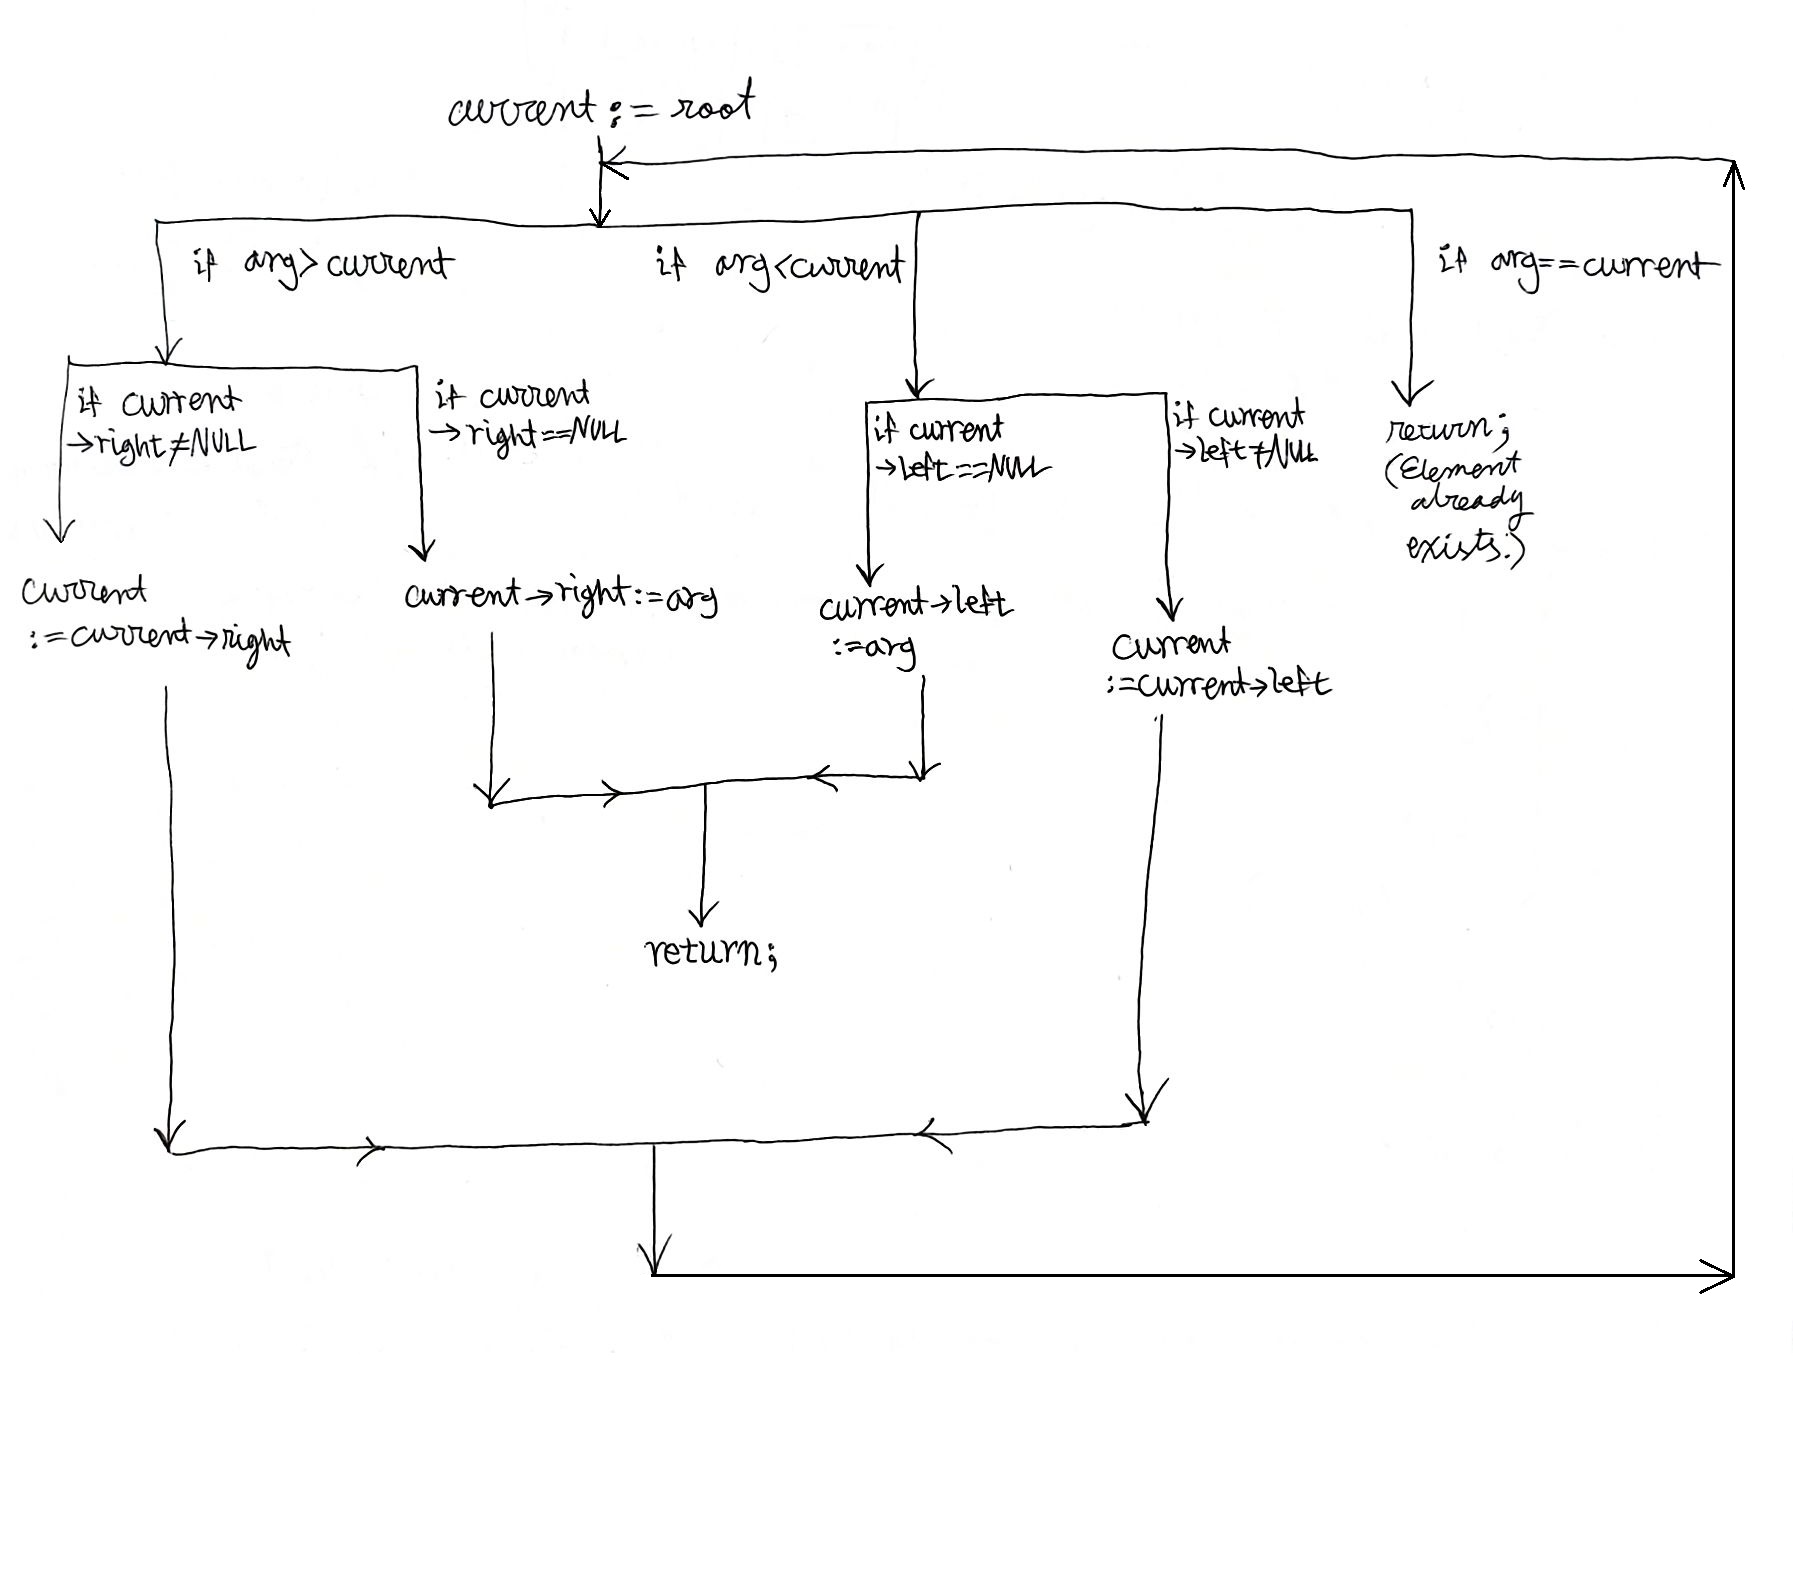 current := root
if arg>current
if arg<current
if arg==current
if current
→right≠NULL
if current
→right==NULL
if current
→left==NULL
if current
→left≠NULL
return;
(Element
already
exists.)
current
:=current→right
current→right:=arg
current→left
:=arg
current
:=current→left
return;